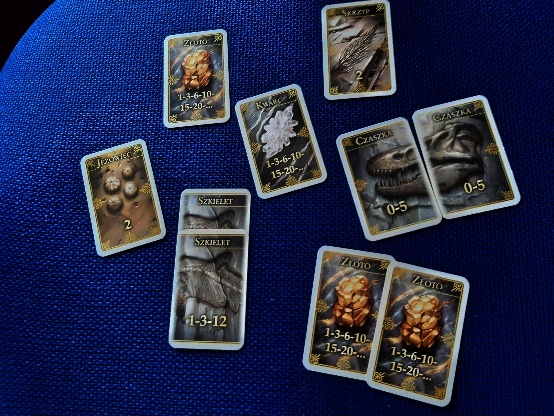 ZŁOTO
1-3-6-10-
15-20-...
SKRZYP
2
KWARC
1-3-6-10-
15-20-...
CZASZKA
0-5
CZASZKA
0-5
JEŻOWIEC
2
SZKIELET
SZKIELET
1-3-12
ZŁOTO
1-3-6-10-
15-20-...
ZŁOTO
1-3-6-10-
15-20-...